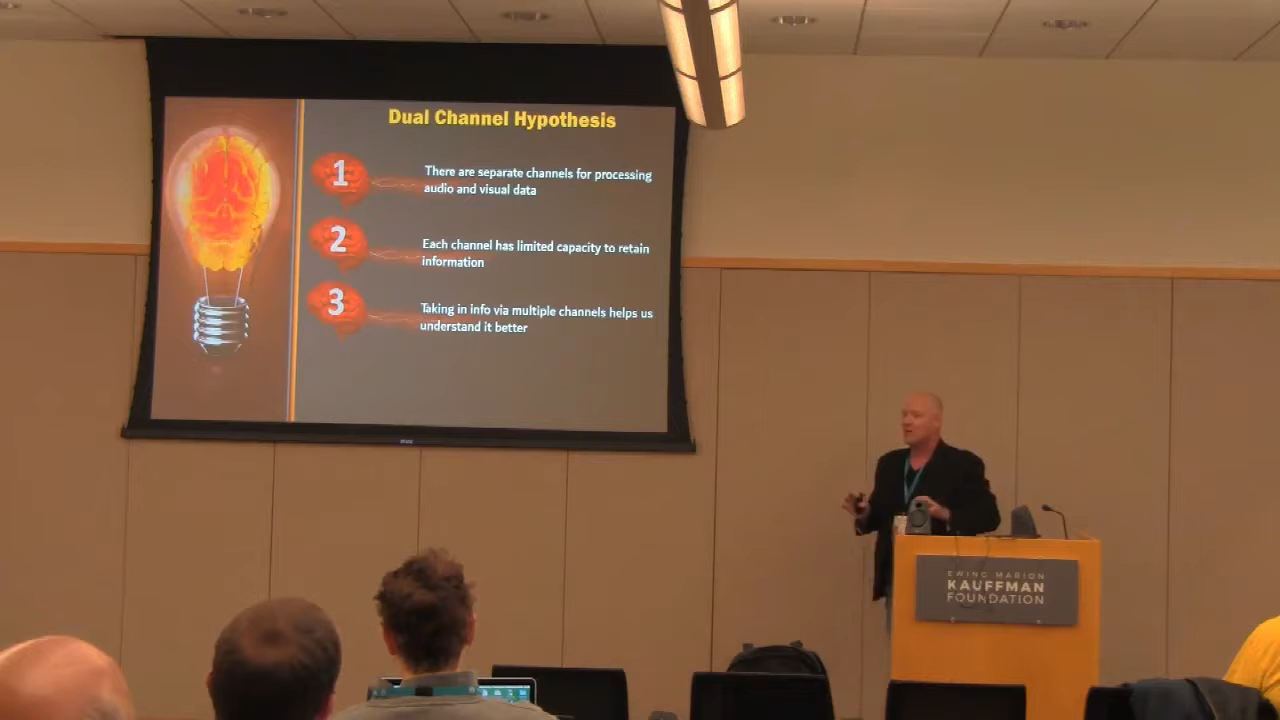 Dual Channel Hypothesis
1
There are separate channels for processing
audio and visual data
2
Each channel has limited capacity to retain
information
3
Taking in info via multiple channels helps us
understand it better
EWING MARION
KAUFFMAN
FOUNDATION